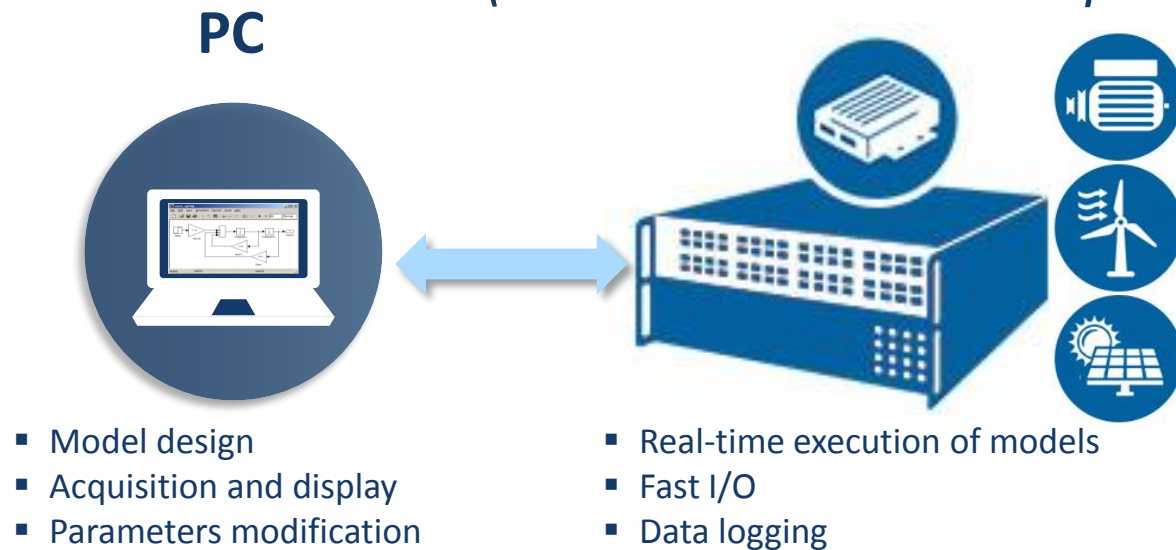 PC
▪ Model design
▪ Acquisition and display
▪ Parameters modification
▪ Real-time execution of models
▪ Fast I/O
▪ Data logging